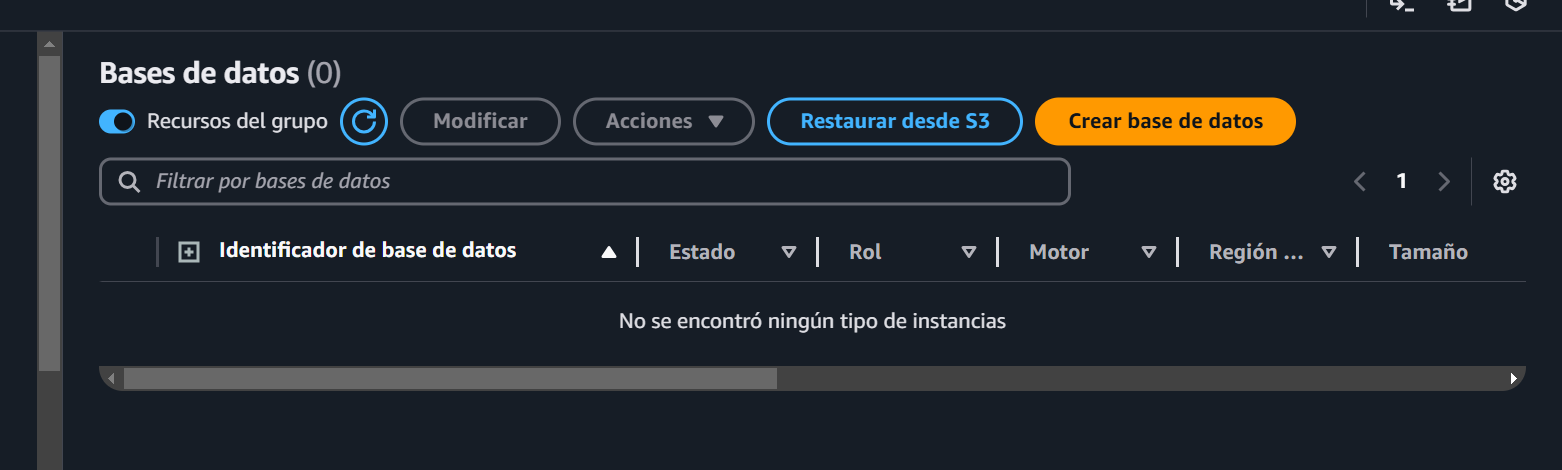 Bases de datos (0)
Recursos del grupo Modificar Acciones Restaurar desde S3 Crear base de datos
Filtrar por bases de datos 1
Identificador de base de datos Estado Rol Motor Región ... Tamaño
No se encontró ningún tipo de instancias